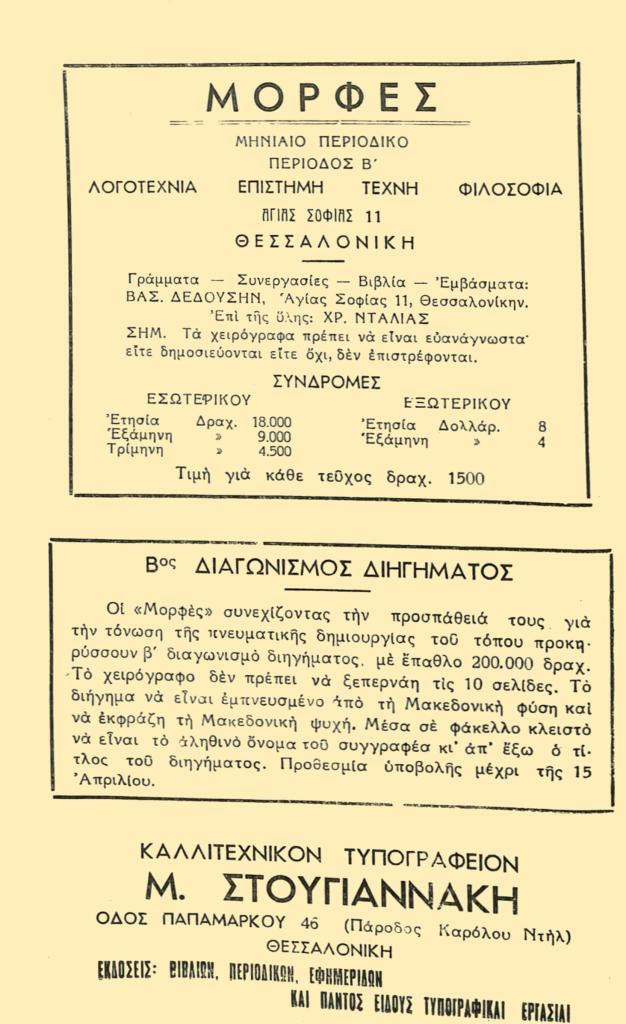 ΜΟΡΦΕΣ
ΜΗΝΙΑΙΟ ΠΕΡΙΟΔΙΚΟ
ΠΕΡΙΟΔΟΣ Β΄
ΛΟΓΟΤΕΧΝΙΑ ΕΠΙΣΤΗΜΗ ΤΕΧΝΗ ΦΙΛΟΣΟΦΙΑ
ΑΓΙΑΣ ΣΟΦΙΑΣ 11
ΘΕΣΣΑΛΟΝΙΚΗ
Γράμματα — Συνεργασίες — Βιβλία — Ἐμβάσματα:
ΒΑΣ. ΔΕΔΟΥΣΗΝ, Ἁγίας Σοφίας 11, Θεσσαλονίκην.
Ἐπὶ τῆς ὕλης: ΧΡ. ΝΤΑΛΙΑΣ
ΣΗΜ. Τὰ χειρόγραφα πρέπει νὰ εἶναι εὐανάγνωστα·
εἴτε δημοσιεύονται εἴτε ὄχι, δὲν ἐπιστρέφονται.
ΣΥΝΔΡΟΜΕΣ
ΕΣΩΤΕΡΙΚΟΥ ΕΞΩΤΕΡΙΚΟΥ
Ἐτησία Δραχ. 18.000 Ἐτησία Δολλάρ. 8
Ἑξάμηνη » 9.000 Ἑξάμηνη » 4
Τρίμηνη » 4.500
Τιμὴ γιὰ κάθε τεῦχος δραχ. 1500
Βος ΔΙΑΓΩΝΙΣΜΟΣ ΔΙΗΓΗΜΑΤΟΣ
Οἱ «Μορφὲς» συνεχίζοντας τὴν προσπάθειά τους γιὰ
τὴν τόνωση τῆς πνευματικῆς δημιουργίας τοῦ τόπου προκη-
ρύσσουν β΄ διαγωνισμὸ διηγήματος, μὲ ἔπαθλο 200.000 δραχ.
Τὸ χειρόγραφο δὲν πρέπει νὰ ξεπερνάη τὶς 10 σελίδες. Τὸ
διήγημα νὰ εἶναι ἐμπνευσμένο ἀπὸ τὴ Μακεδονικὴ φύση καὶ
νὰ ἐκφράζη τὴ Μακεδονικὴ ψυχή. Μέσα σὲ φάκελλο κλειστὸ
νὰ εἶναι τὸ ἀληθινὸ ὄνομα τοῦ συγγραφέα κι᾽ ἀπ᾽ ἔξω ὁ τί-
τλος τοῦ διηγήματος. Προθεσμία ὑποβολῆς μέχρι τῆς 15
Ἀπριλίου.
ΚΑΛΛΙΤΕΧΝΙΚΟΝ ΤΥΠΟΓΡΑΦΕΙΟΝ
Μ. ΣΤΟΥΓΙΑΝΝΑΚΗ
ΟΔΟΣ ΠΑΠΑΜΑΡΚΟΥ 46 (Πάροδος Καρόλου Ντήλ)
ΘΕΣΣΑΛΟΝΙΚΗ
ΕΚΔΟΣΕΙΣ: ΒΙΒΛΙΩΝ, ΠΕΡΙΟΔΙΚΩΝ, ΕΦΗΜΕΡΙΔΩΝ
ΚΑΙ ΠΑΝΤΟΣ ΕΙΔΟΥΣ ΤΥΠΟΓΡΑΦΙΚΑΙ ΕΡΓΑΣΙΑΙ